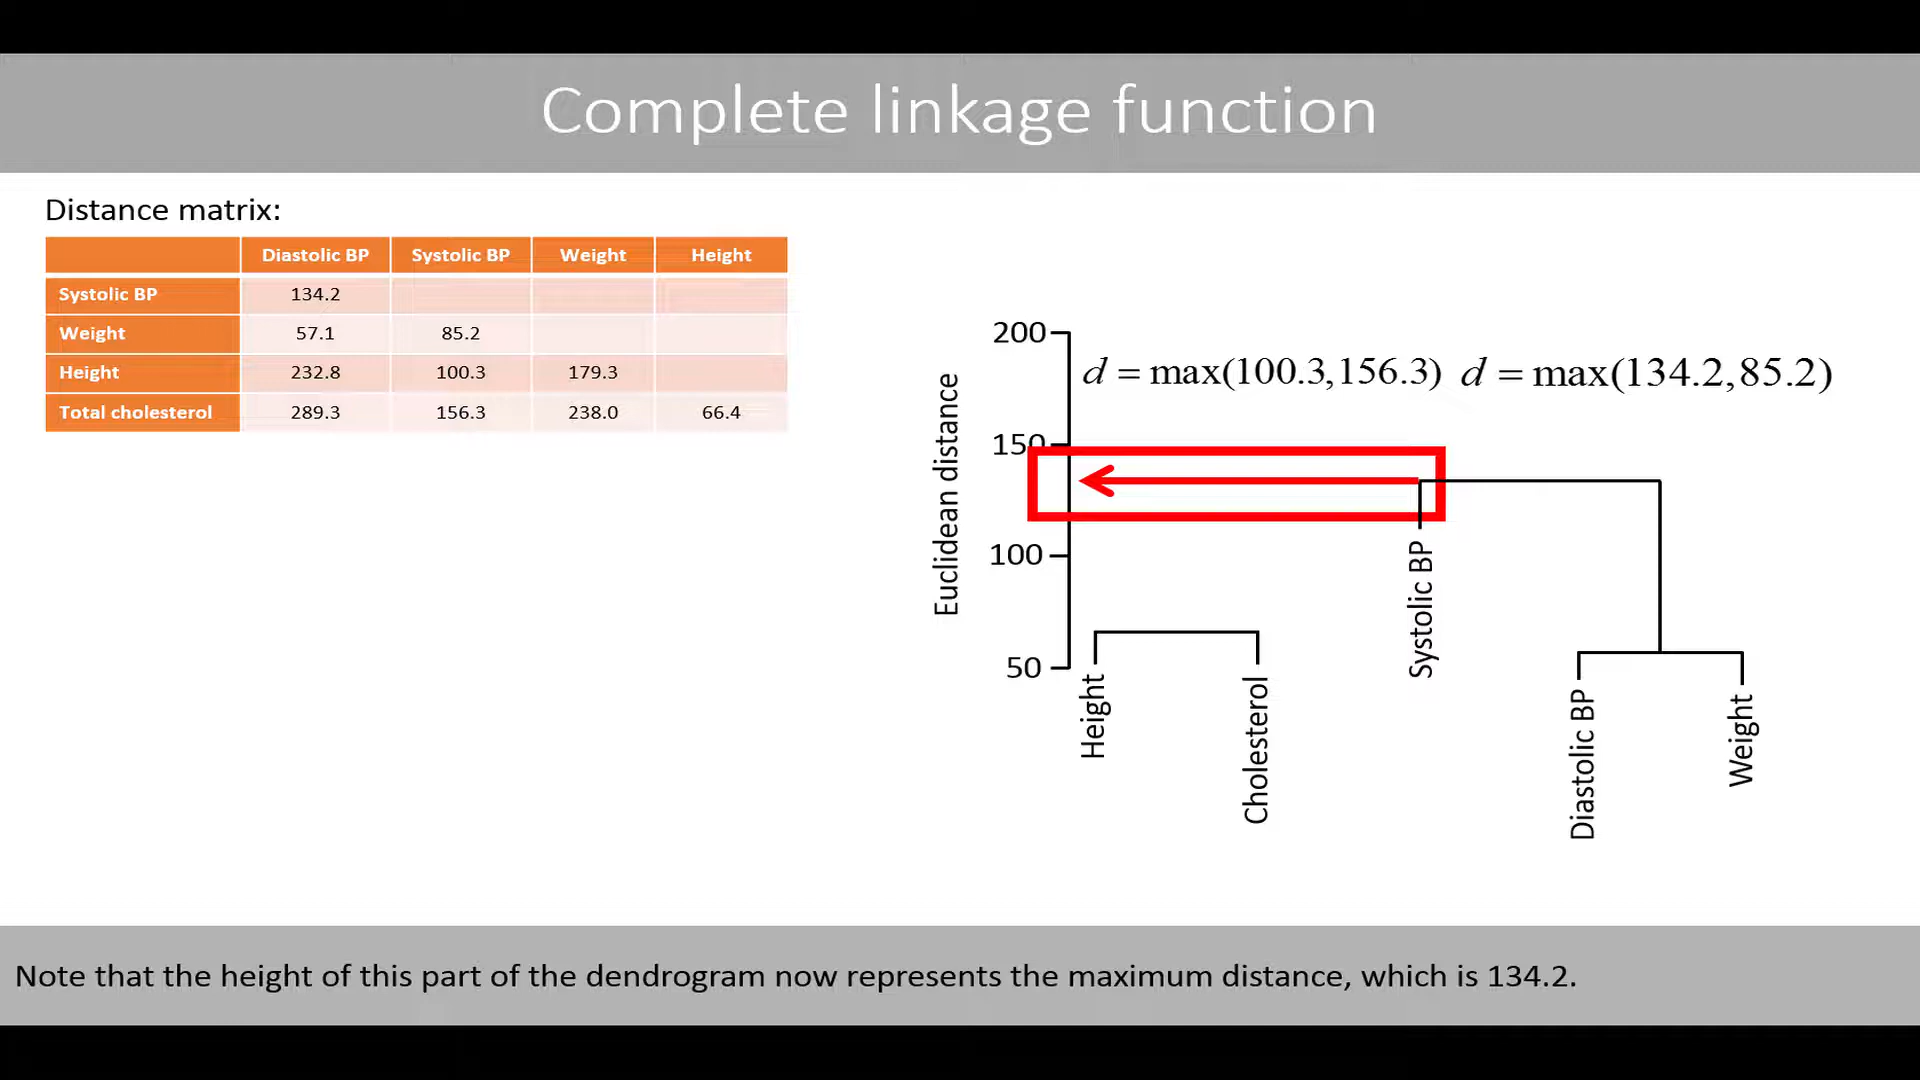 Complete linkage function
Distance matrix:
Diastolic BP Systolic BP Weight Height
Systolic BP 134.2
Weight 57.1 85.2
Height 232.8 100.3 179.3
Total cholesterol 289.3 156.3 238.0 66.4
200
d = max(100.3,156.3) d = max(134.2,85.2)
150
100
50
Euclidean distance
Height
Cholesterol
Systolic BP
Diastolic BP
Weight
Note that the height of this part of the dendrogram now represents the maximum distance, which is 134.2.